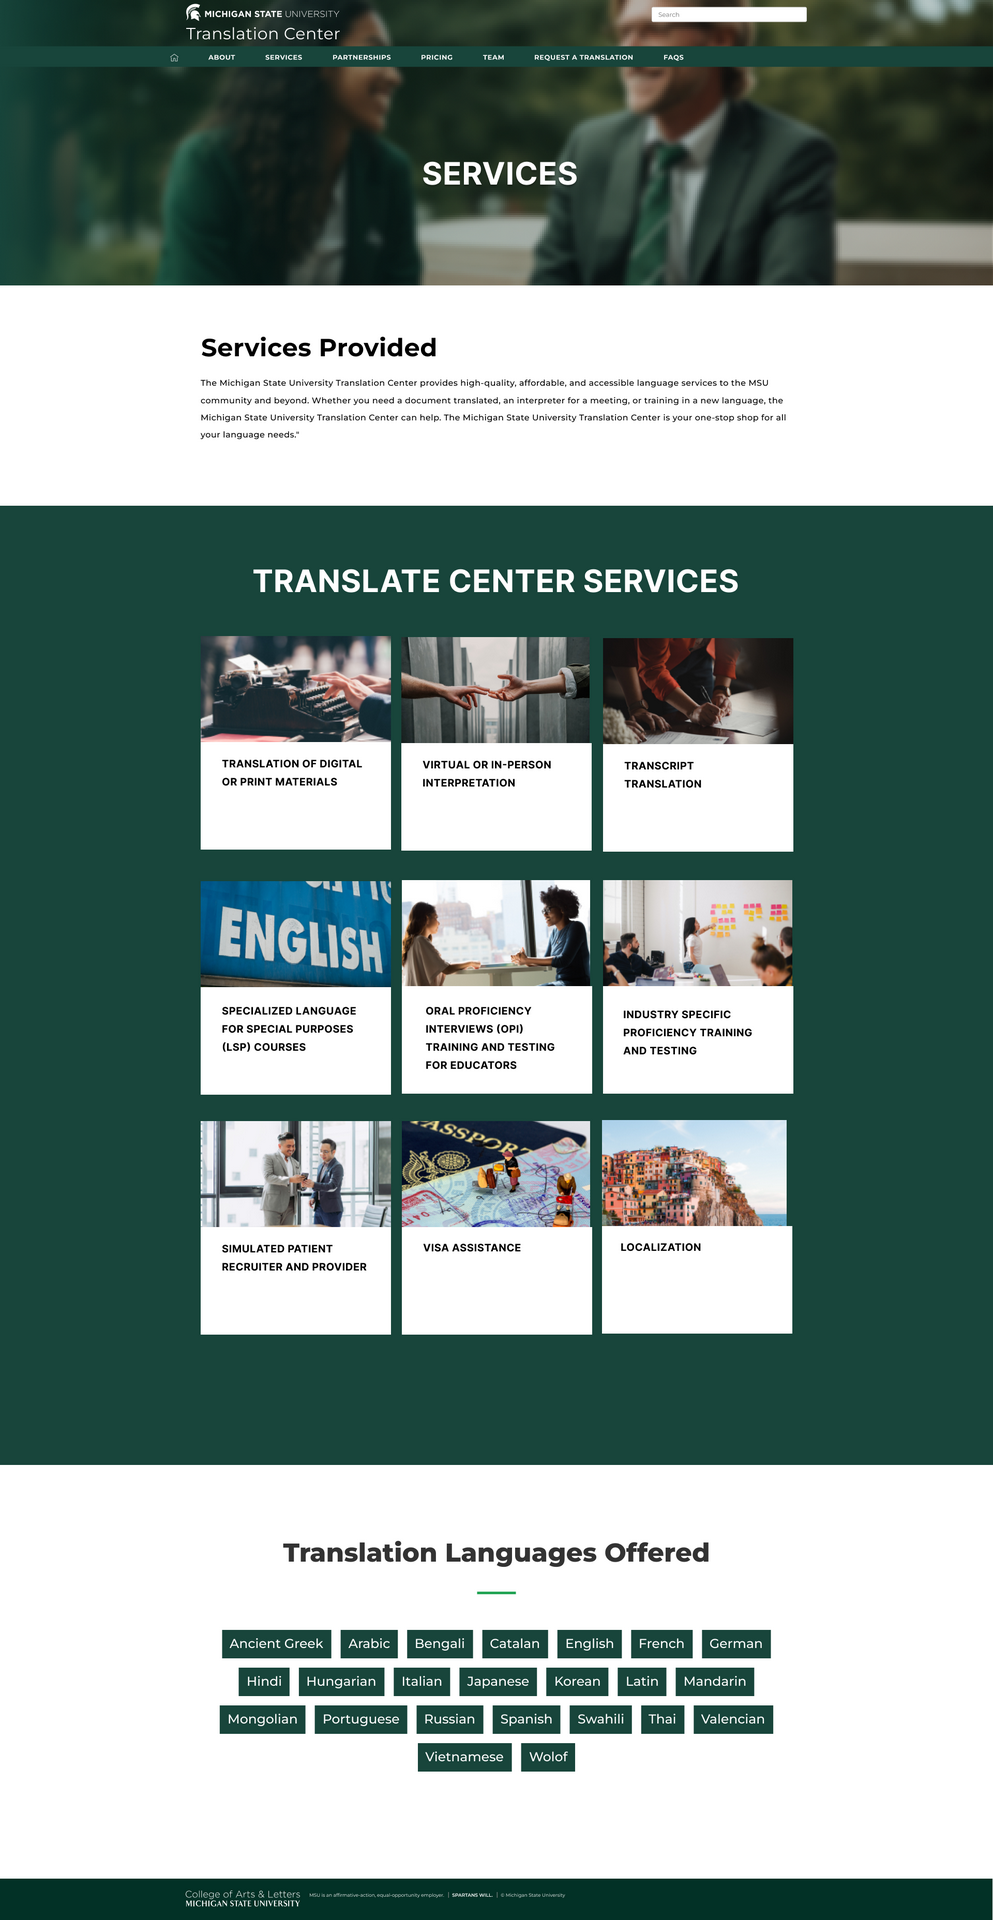 MICHIGAN STATE UNIVERSITY
Translation Center
Search
ABOUT SERVICES PARTNERSHIPS PRICING TEAM REQUEST A TRANSLATION FAQS
SERVICES
Services Provided
The Michigan State University Translation Center provides high-quality, affordable, and accessible language services to the MSU
community and beyond. Whether you need a document translated, an interpreter for a meeting, or training in a new language, the
Michigan State University Translation Center can help. The Michigan State University Translation Center is your one-stop shop for all
your language needs."
TRANSLATE CENTER SERVICES
TRANSLATION OF DIGITAL
OR PRINT MATERIALS
VIRTUAL OR IN-PERSON
INTERPRETATION
TRANSCRIPT
TRANSLATION
ENGLISH
SPECIALIZED LANGUAGE
FOR SPECIAL PURPOSES
(LSP) COURSES
ORAL PROFICIENCY
INTERVIEWS (OPI)
TRAINING AND TESTING
FOR EDUCATORS
INDUSTRY SPECIFIC
PROFICIENCY TRAINING
AND TESTING
SIMULATED PATIENT
RECRUITER AND PROVIDER
PASSPORT
VISA ASSISTANCE
LOCALIZATION
Translation Languages Offered
Ancient Greek Arabic Bengali Catalan English French German
Hindi Hungarian Italian Japanese Korean Latin Mandarin
Mongolian Portuguese Russian Spanish Swahili Thai Valencian
Vietnamese Wolof
College of Arts & Letters
MICHIGAN STATE UNIVERSITY
MSU is an affirmative-action, equal-opportunity employer. | SPARTANS WILL. | © Michigan State University